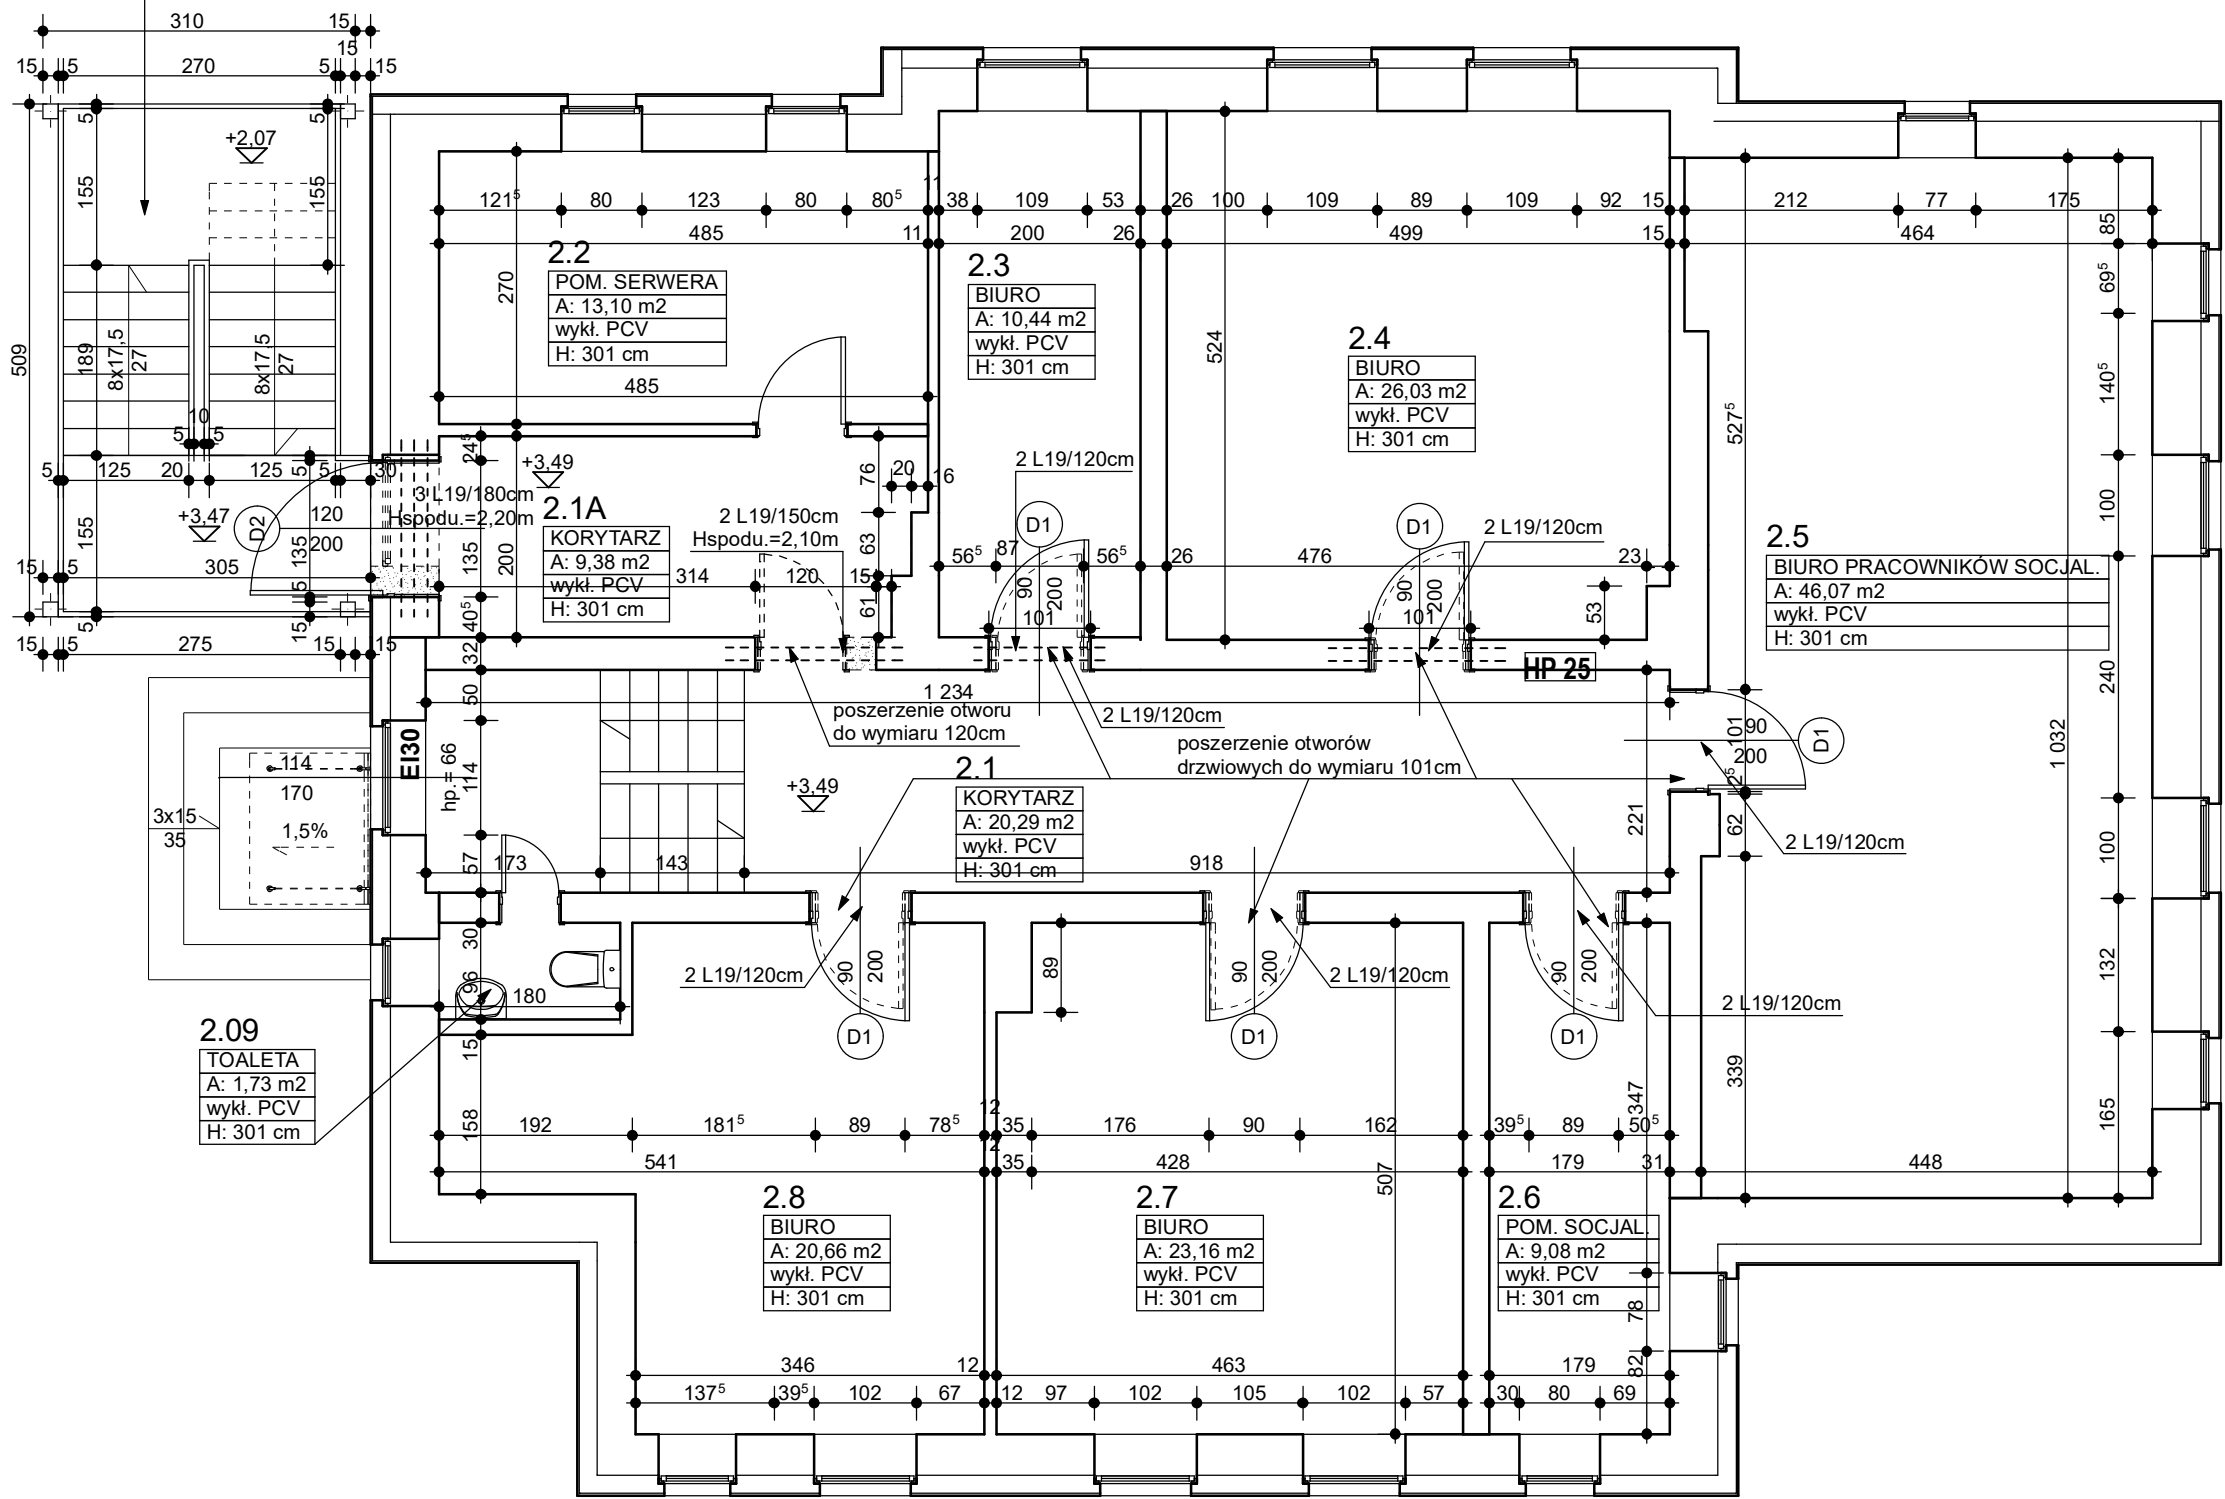 310 15
15
15 5 270 5 15
+2,07
5 5
155 155
509
189
8x17,5
27
8x17,5
27
10
5 5
5 125 20 125 5 30
+3,47
155
D2
120
200
5
135
5
15 5 305
5 15
15 5 275 15 15
121⁵ 80 123 80 80⁵ 11 38 109 53 26 100 109 89 109 92 15 212 77 175
485 11 200 26 499 15 464
2.2
POM. SERWERA
A: 13,10 m2
wykł. PCV
H: 301 cm
270
485
2.3
BIURO
A: 10,44 m2
wykł. PCV
H: 301 cm
524
2.4
BIURO
A: 26,03 m2
wykł. PCV
H: 301 cm
527⁵
85
69⁵
140⁵
100
240
100
132
165
1 032
24⁵
+3,49
3 L19/180cm
Hspodu.=2,20m
2.1A
KORYTARZ
A: 9,38 m2
wykł. PCV
H: 301 cm
135
200
40⁵
2 L19/150cm
Hspodu.=2,10m
76
20 16
63
61
314 120 15
2 L19/120cm
D1
56⁵ 87 56⁵
90
200
101
D1
2 L19/120cm
26 476 23
90
200
101
53
2.5
BIURO PRACOWNIKÓW SOCJAL.
A: 46,07 m2
wykł. PCV
H: 301 cm
HP 25
32
50
1 234
poszerzenie otworu
do wymiaru 120cm
2 L19/120cm
poszerzenie otworów
drzwiowych do wymiaru 101cm
EI30
hp.= 66
114
170
114
3x15
35
1,5%
+3,49
2.1
KORYTARZ
A: 20,29 m2
wykł. PCV
H: 301 cm
101
90
200
D1
2⁵
62
221
2 L19/120cm
57
173 143 918
30
96
180
15
158
2.09
TOALETA
A: 1,73 m2
wykł. PCV
H: 301 cm
2 L19/120cm
90
200
D1
89
90
200
2 L19/120cm
D1
90
200
2 L19/120cm
D1
339
347
192 181⁵ 89 78⁵ 12 35 176 90 162 39⁵ 89 50⁵
541 12 35 428 179 31 448
507
2.8
BIURO
A: 20,66 m2
wykł. PCV
H: 301 cm
2.7
BIURO
A: 23,16 m2
wykł. PCV
H: 301 cm
2.6
POM. SOCJAL.
A: 9,08 m2
wykł. PCV
H: 301 cm
78
82
346 12 463 179
137⁵ 39⁵ 102 67 12 97 102 105 102 57 30 80 69